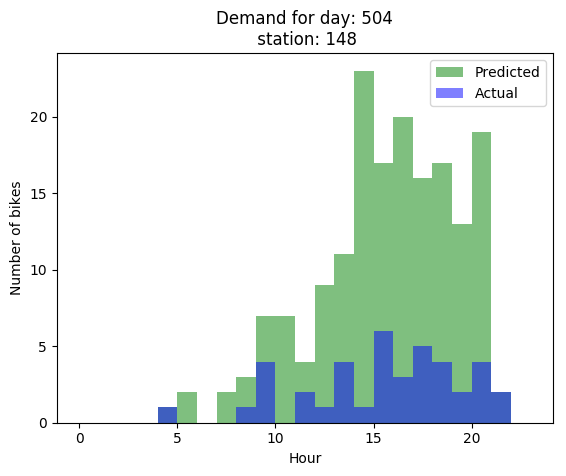 Demand for day: 504
station: 148
Predicted
Actual
Number of bikes
20
15
10
5
0
0 5 10 15 20
Hour